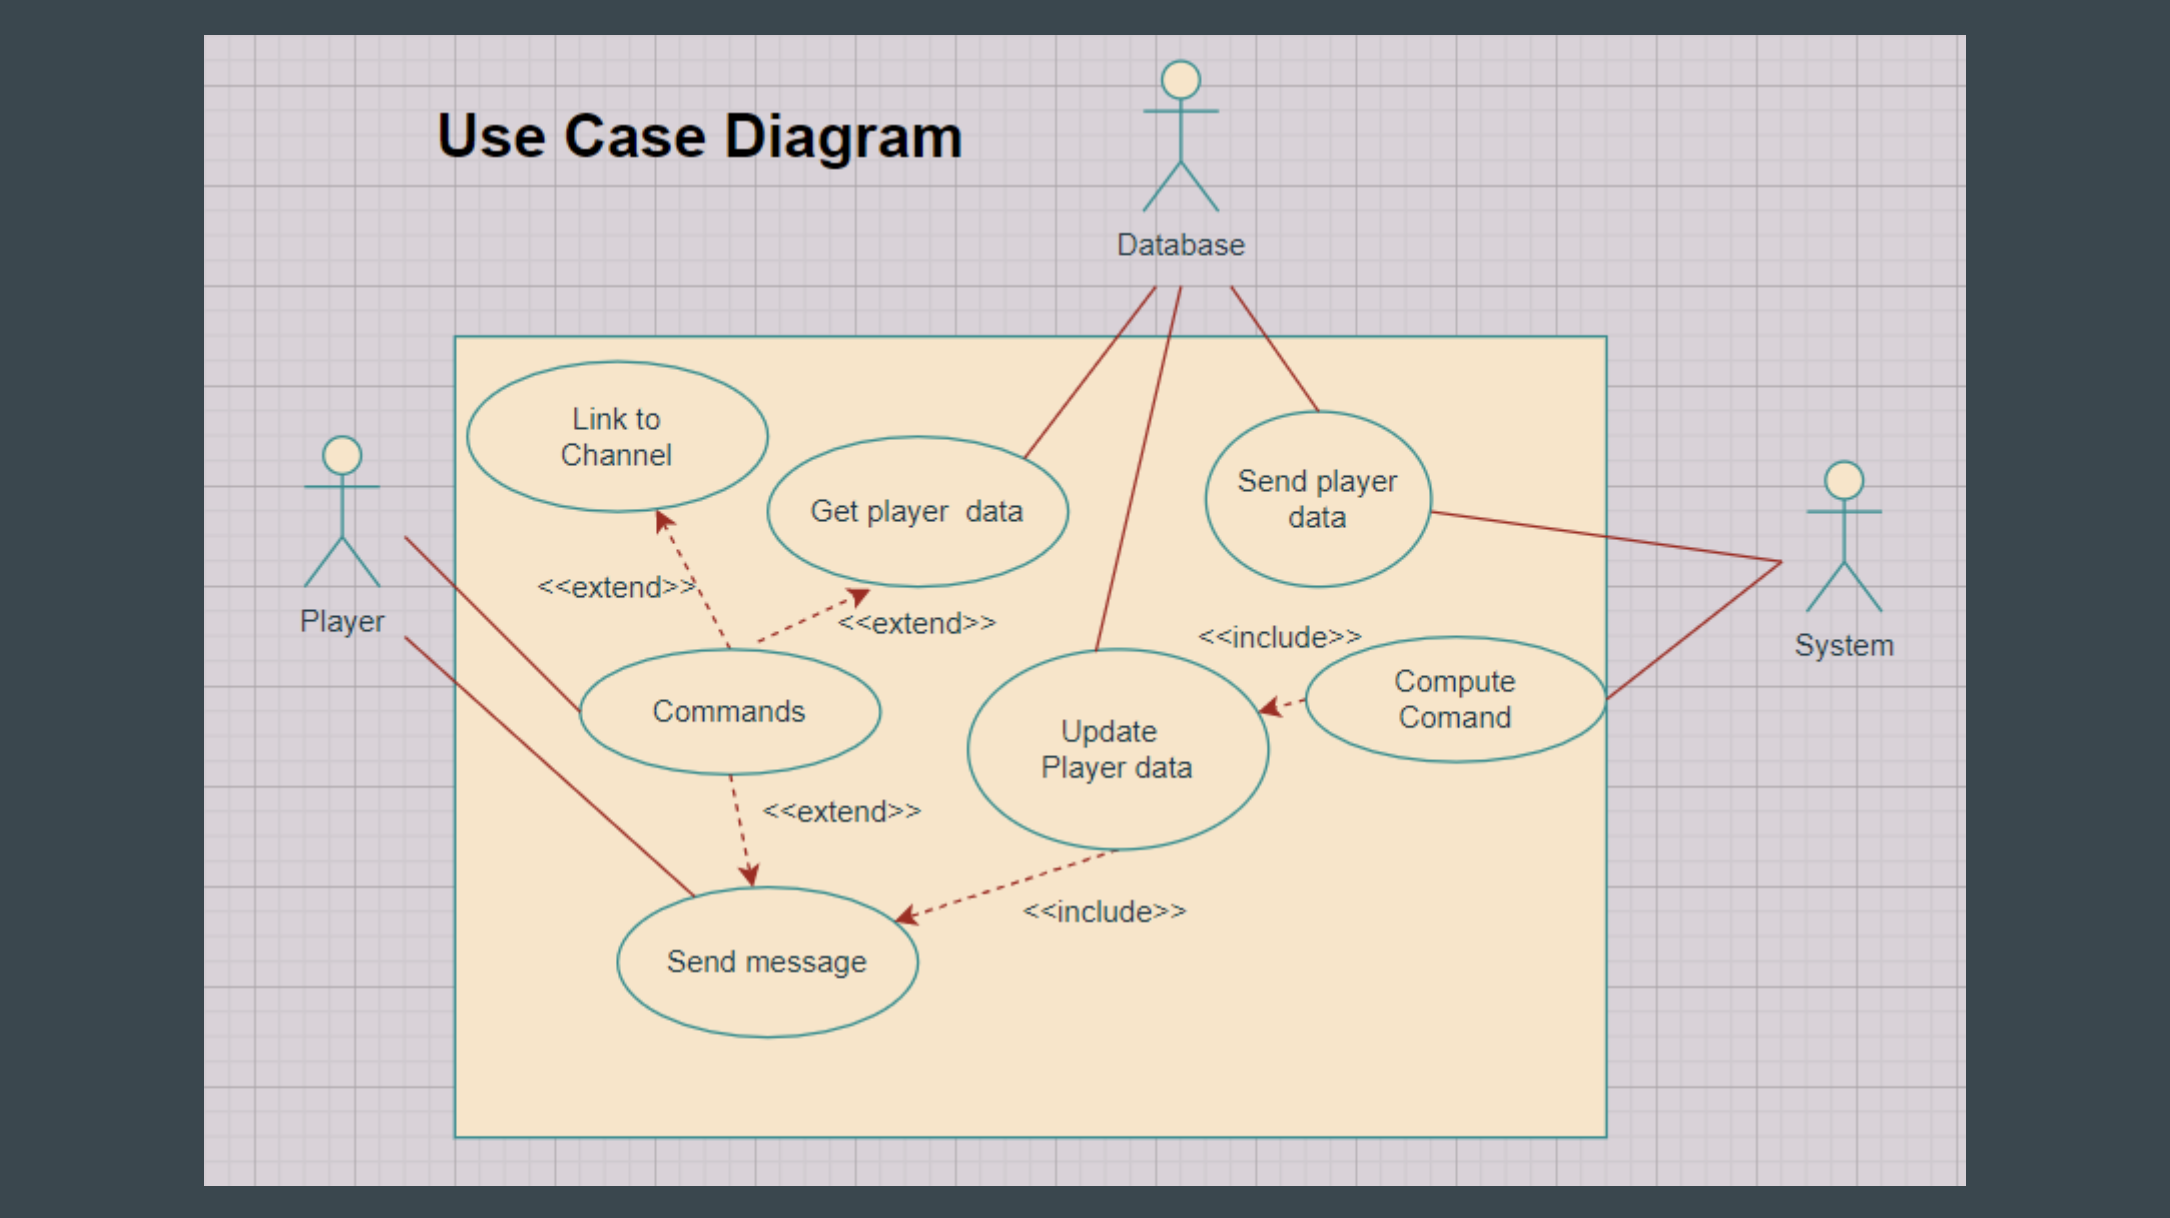 Use Case Diagram
Database
Link to
Channel
Get player  data
Send player
data
<<extend>>
<<extend>>
Player
<<include>>
System
Commands
Compute
Comand
Update
Player data
<<extend>>
<<include>>
Send message